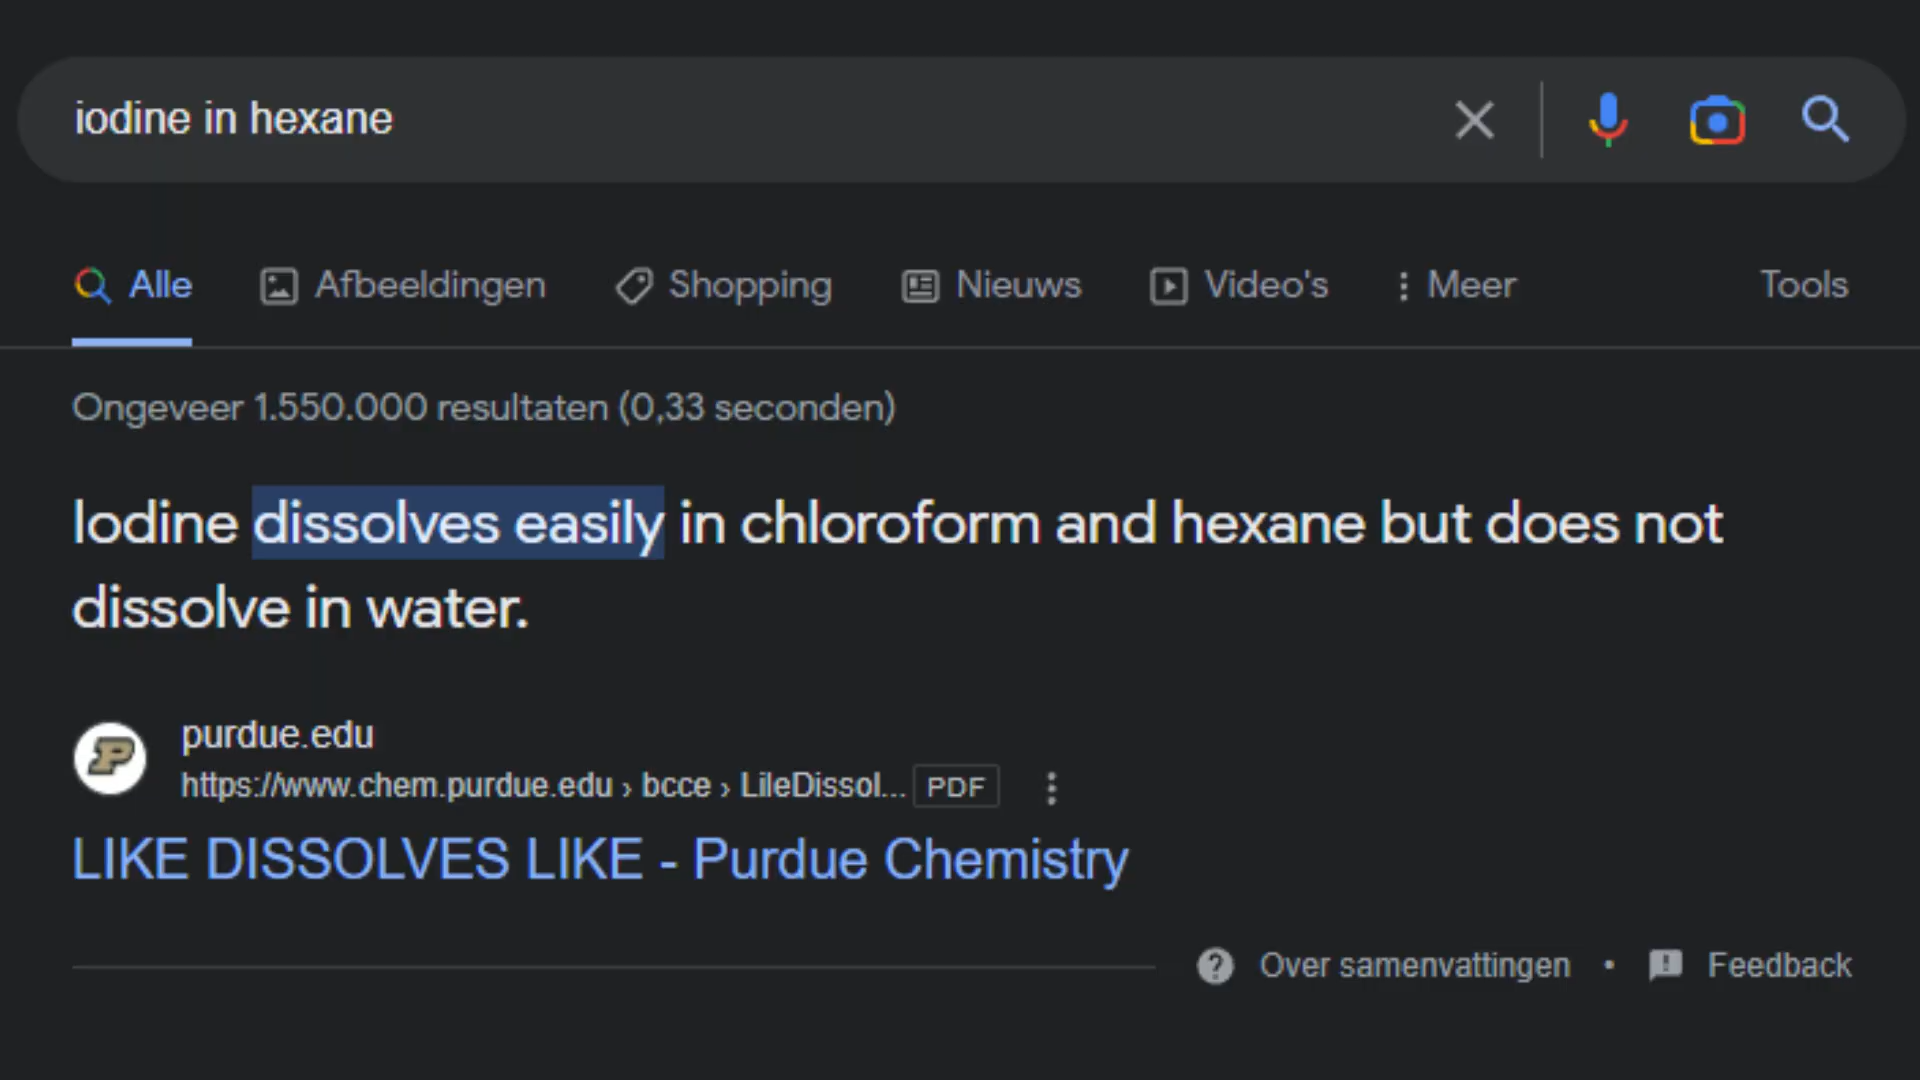 iodine in hexane
Alle Afbeeldingen Shopping Nieuws Video's Meer Tools
Ongeveer 1.550.000 resultaten (0,33 seconden)
Iodine dissolves easily in chloroform and hexane but does not
dissolve in water.
purdue.edu
https://www.chem.purdue.edu › bcce › LileDissol... PDF
LIKE DISSOLVES LIKE - Purdue Chemistry
Over samenvattingen • Feedback